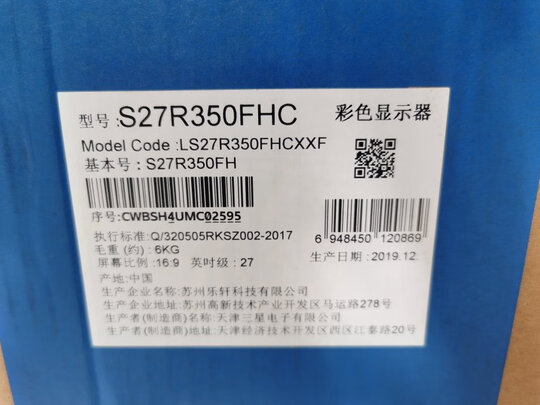 型号:S27R350FHC 彩色显示器
Model Code :LS27R350FHCXXF
基本号: S27R350FH
序号:CWBSH4UMC02595
执行标准:Q/320505RKSZ002-2017
毛重 (约) : 6KG
屏幕比例 :16:9 英吋级 : 27
6 948450 120869
生产日期 :2019.12.
产地:中国
生产企业名称:苏州乐轩科技有限公司
生产企业地址:苏州高新技术产业开发区马运路278号
生产者(制造商)名称:天津三星电子有限公司
生产者(制造商)地址:天津经济技术开发区西区江泰路20号